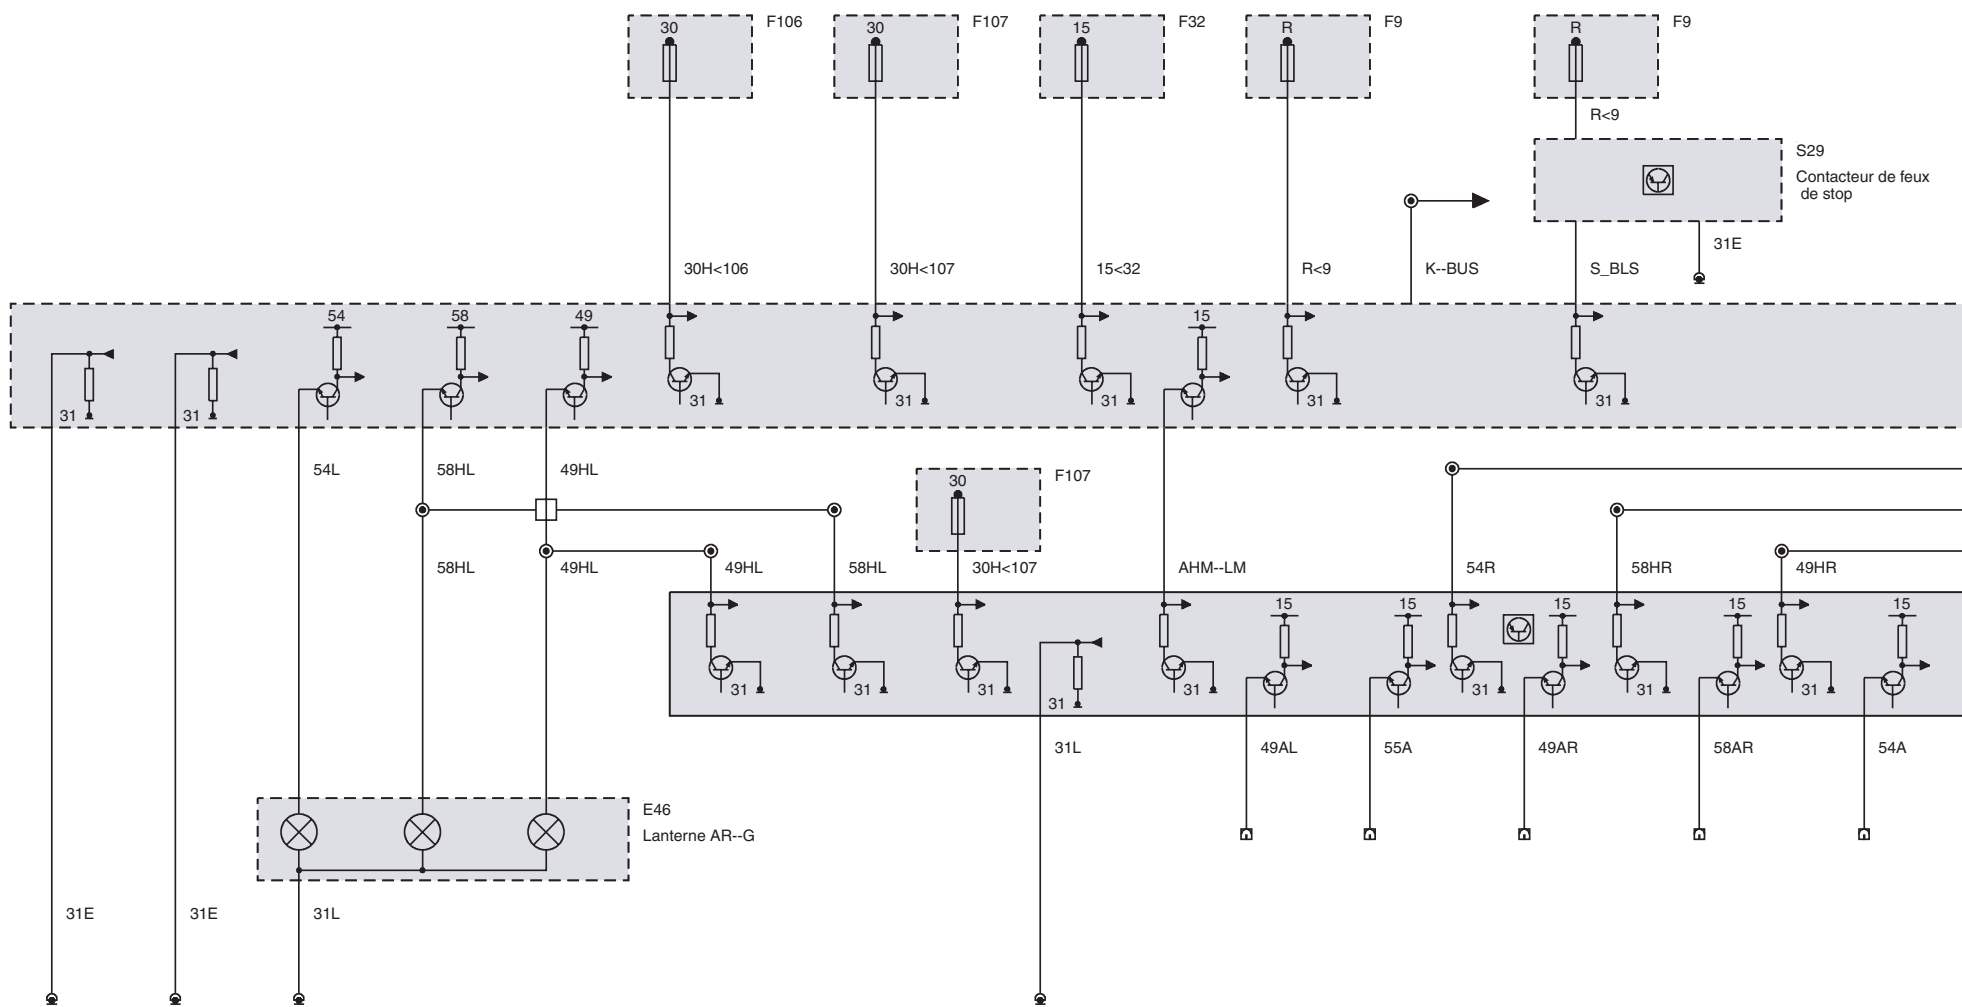 30 F106 30 F107 15 F32 R F9 R F9
R<9
S29
Contacteur de feux
de stop
31E
30H<106 30H<107 15<32 R<9 K--BUS S_BLS
54 58 49 15
31 31 31 31 31 31 31
54L 58HL 49HL
30 F107
58HL 49HL 49HL 58HL 30H<107 AHM--LM 54R 58HR 49HR
15 15 15 15 15
31 31 31 31 31 31 31 31
31L 49AL 55A 49AR 58AR 54A
E46
Lanterne AR--G
31E 31E 31L